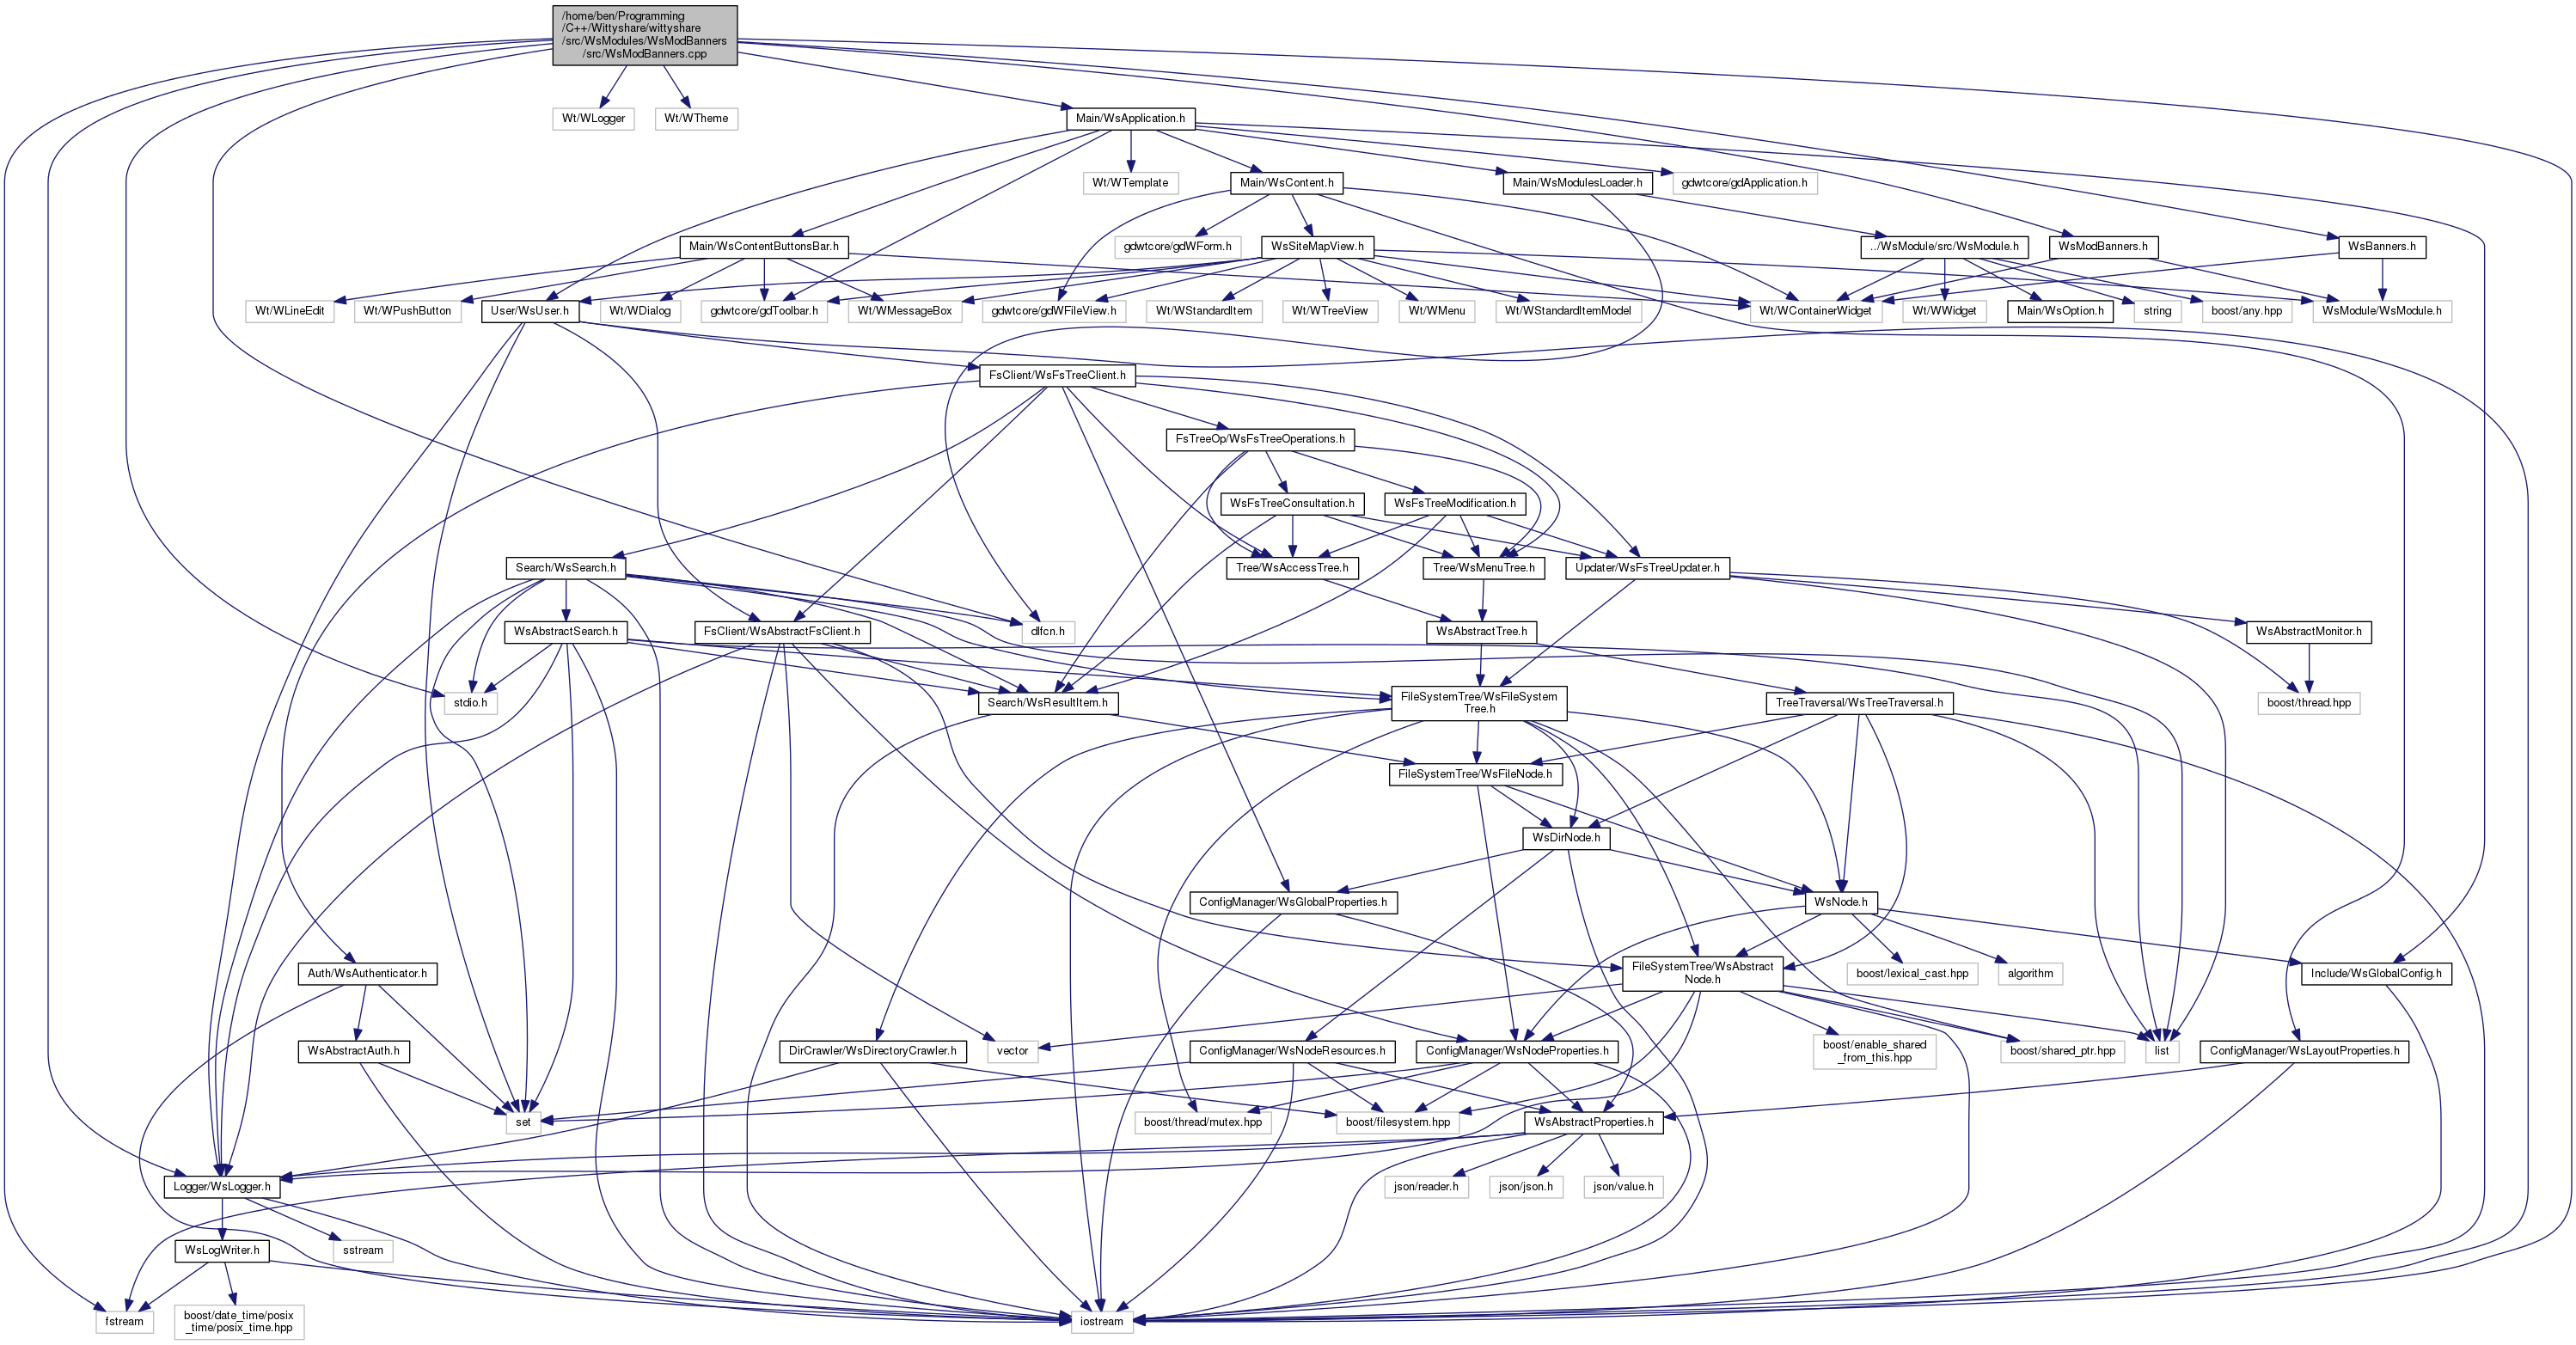 /home/ben/Programming
/C++/Wittyshare/wittyshare
/src/WsModules/WsModBanners
/src/WsModBanners.cpp
Wt/WLogger
Wt/WTheme
Main/WsApplication.h
Wt/WTemplate
Main/WsContent.h
Main/WsModulesLoader.h
gdwtcore/gdApplication.h
Main/WsContentButtonsBar.h
gdwtcore/gdWForm.h
WsSiteMapView.h
../WsModule/src/WsModule.h
WsModBanners.h
WsBanners.h
Wt/WLineEdit
Wt/WPushButton
User/WsUser.h
Wt/WDialog
gdwtcore/gdToolbar.h
Wt/WMessageBox
gdwtcore/gdWFileView.h
Wt/WStandardItem
Wt/WTreeView
Wt/WMenu
Wt/WStandardItemModel
Wt/WContainerWidget
Wt/WWidget
Main/WsOption.h
string
boost/any.hpp
WsModule/WsModule.h
FsClient/WsFsTreeClient.h
FsTreeOp/WsFsTreeOperations.h
WsFsTreeConsultation.h
WsFsTreeModification.h
Search/WsSearch.h
Tree/WsAccessTree.h
Tree/WsMenuTree.h
Updater/WsFsTreeUpdater.h
WsAbstractSearch.h
FsClient/WsAbstractFsClient.h
dlfcn.h
WsAbstractTree.h
WsAbstractMonitor.h
stdio.h
Search/WsResultItem.h
FileSystemTree/WsFileSystem
Tree.h
TreeTraversal/WsTreeTraversal.h
boost/thread.hpp
FileSystemTree/WsFileNode.h
WsDirNode.h
ConfigManager/WsGlobalProperties.h
WsNode.h
Auth/WsAuthenticator.h
FileSystemTree/WsAbstract
Node.h
boost/lexical_cast.hpp
algorithm
Include/WsGlobalConfig.h
WsAbstractAuth.h
DirCrawler/WsDirectoryCrawler.h
vector
ConfigManager/WsNodeResources.h
ConfigManager/WsNodeProperties.h
boost/enable_shared
_from_this.hpp
boost/shared_ptr.hpp
list
ConfigManager/WsLayoutProperties.h
set
boost/thread/mutex.hpp
boost/filesystem.hpp
WsAbstractProperties.h
Logger/WsLogger.h
json/reader.h
json/json.h
json/value.h
WsLogWriter.h
sstream
fstream
boost/date_time/posix
_time/posix_time.hpp
iostream